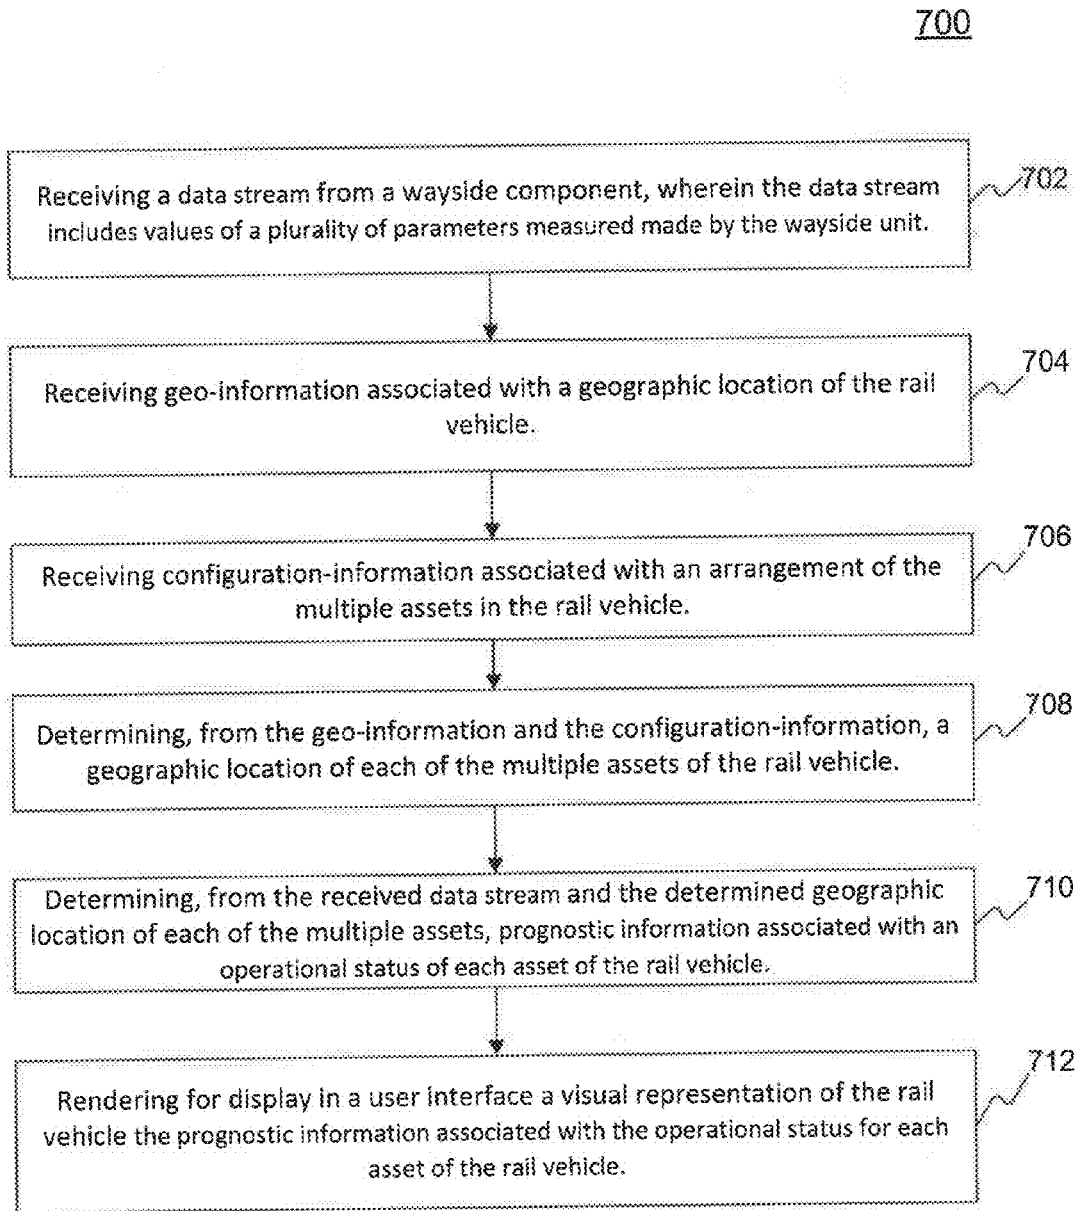 700
Receiving a data stream from a wayside component, wherein the data stream
includes values of a plurality of parameters measured made by the wayside unit.
702
Receiving geo-information associated with a geographic location of the rail
vehicle.
704
Receiving configuration-information associated with an arrangement of the
multiple assets in the rail vehicle.
706
Determining, from the geo-information and the configuration-information, a
geographic location of each of the multiple assets of the rail vehicle.
708
Determining, from the received data stream and the determined geographic
location of each of the multiple assets, prognostic information associated with an
operational status of each asset of the rail vehicle.
710
Rendering for display in a user interface a visual representation of the rail
vehicle the prognostic information associated with the operational status for each
asset of the rail vehicle.
712